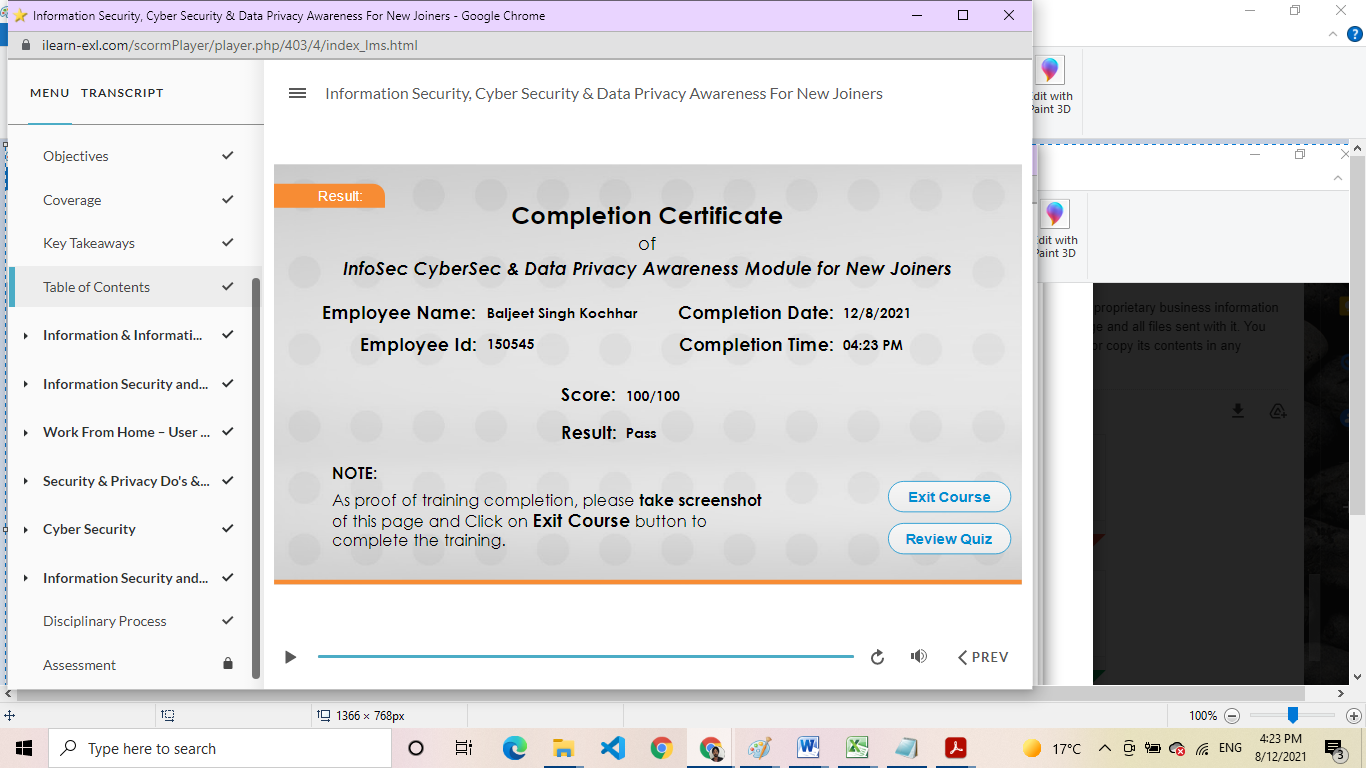 Information Security, Cyber Security & Data Privacy Awareness For New Joiners - Google Chrome
ilearn-exl.com/scormPlayer/player.php/403/4/index_lms.html
MENU TRANSCRIPT
Objectives
Coverage
Key Takeaways
Table of Contents
Information & Informati...
Information Security and...
Work From Home – User ...
Security & Privacy Do's &...
Cyber Security
Information Security and...
Disciplinary Process
Assessment
Information Security, Cyber Security & Data Privacy Awareness For New Joiners
Result:
Completion Certificate
of
InfoSec CyberSec & Data Privacy Awareness Module for New Joiners
Employee Name: Baljeet Singh Kochhar Completion Date: 12/8/2021
Employee Id: 150545 Completion Time: 04:23 PM
Score: 100/100
Result: Pass
NOTE:
As proof of training completion, please take screenshot
of this page and Click on Exit Course button to
complete the training.
Exit Course
Review Quiz
PREV
dit with
Paint 3D
dit with
Paint 3D
proprietary business information
e and all files sent with it. You
or copy its contents in any
1366 × 768px
100%
Type here to search
17°C
ENG
4:23 PM
8/12/2021
3